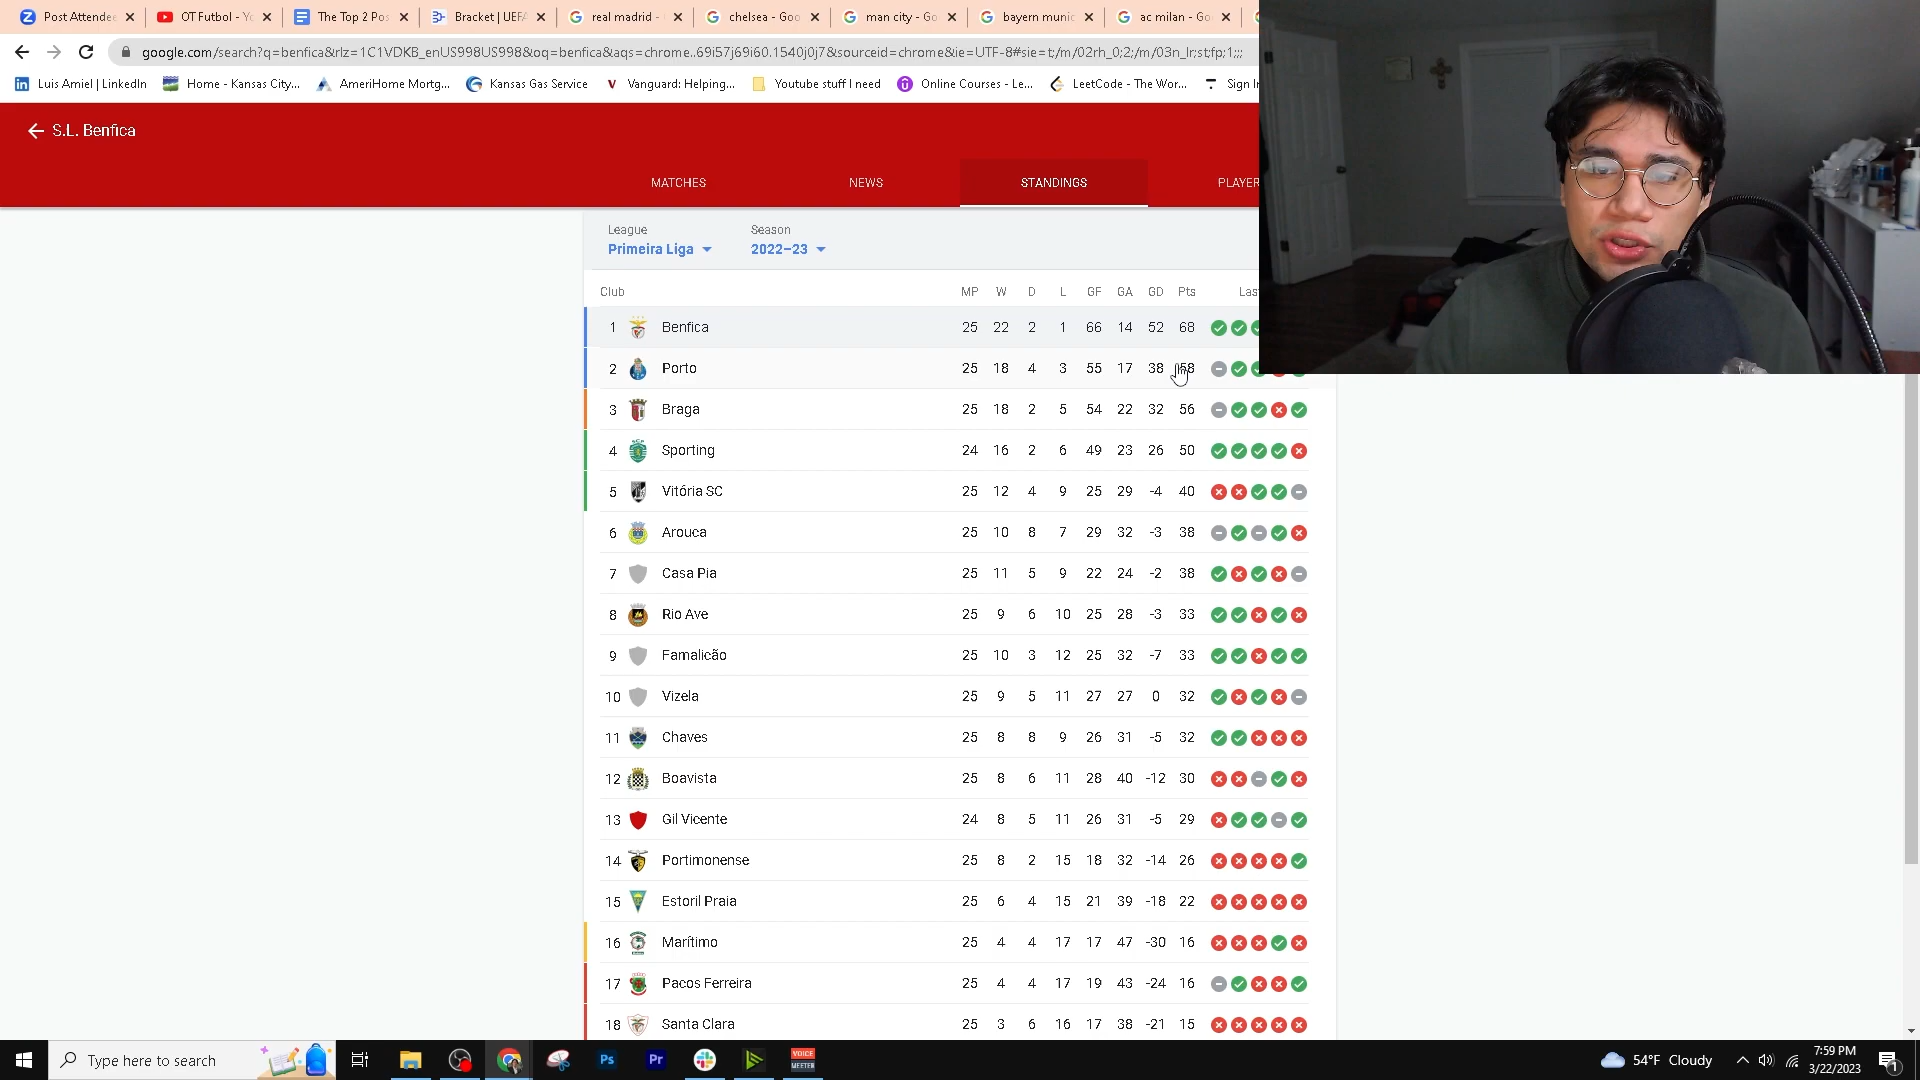 Post Attendee
OT Futbol - Yo
The Top 2 Pos
Bracket | UEFA
real madrid -
chelsea - Goo
man city - Go
bayern munic
ac milan - Go
google.com/search?q=benfica&rlz=1C1VDKB_enUS998US998&oq=benfica&aqs=chrome..69i57j69i60.1540j0j7&sourceid=chrome&ie=UTF-8#sie=t;/m/02rh_0;2;/m/03n_lr;st;fp;1;;;
Luis Amiel | LinkedIn
Home - Kansas City...
AmeriHome Mortg...
Kansas Gas Service
Vanguard: Helping...
Youtube stuff I need
Online Courses - Le...
LeetCode - The Wor...
Sign In
S.L. Benfica
MATCHES NEWS STANDINGS PLAYER
League Season
Primeira Liga 2022–23
Club MP W D L GF GA GD Pts Las
1 Benfica 25 22 2 1 66 14 52 68
2 Porto 25 18 4 3 55 17 38 58
3 Braga 25 18 2 5 54 22 32 56
4 Sporting 24 16 2 6 49 23 26 50
5 Vitória SC 25 12 4 9 25 29 -4 40
6 Arouca 25 10 8 7 29 32 -3 38
7 Casa Pia 25 11 5 9 22 24 -2 38
8 Rio Ave 25 9 6 10 25 28 -3 33
9 Famalicão 25 10 3 12 25 32 -7 33
10 Vizela 25 9 5 11 27 27 0 32
11 Chaves 25 8 8 9 26 31 -5 32
12 Boavista 25 8 6 11 28 40 -12 30
13 Gil Vicente 24 8 5 11 26 31 -5 29
14 Portimonense 25 8 2 15 18 32 -14 26
15 Estoril Praia 25 6 4 15 21 39 -18 22
16 Marítimo 25 4 4 17 17 47 -30 16
17 Pacos Ferreira 25 4 4 17 19 43 -24 16
18 Santa Clara 25 3 6 16 17 38 -21 15
Type here to search
Ps
Pr
VOICE
MEETER
54°F Cloudy
7:59 PM
3/22/2023
1